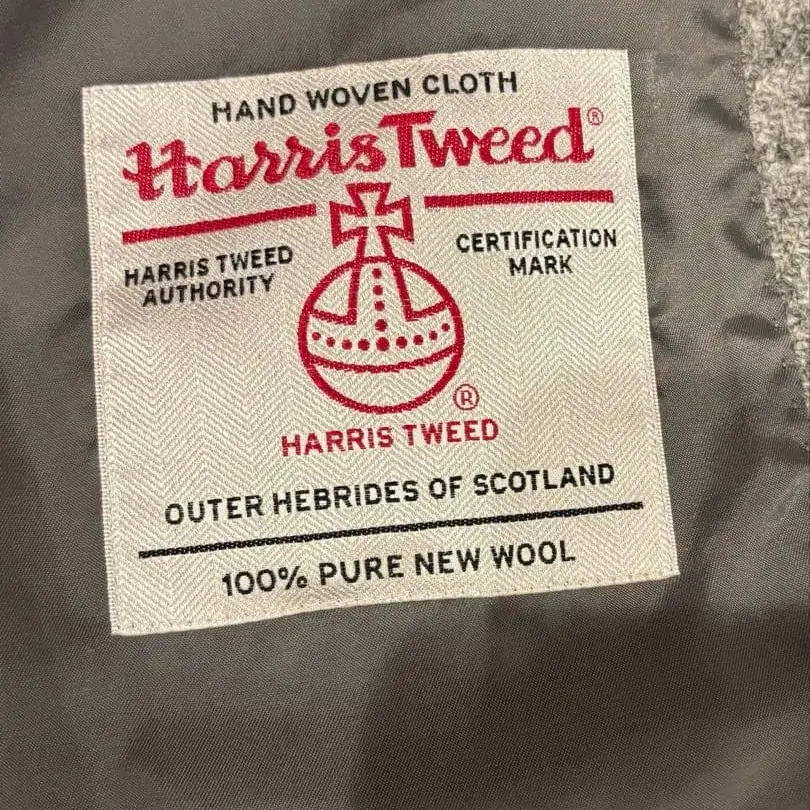 HAND WOVEN CLOTH
Harris Tweed®
HARRIS TWEED AUTHORITY
CERTIFICATION MARK
®
HARRIS TWEED
OUTER HEBRIDES OF SCOTLAND
100% PURE NEW WOOL